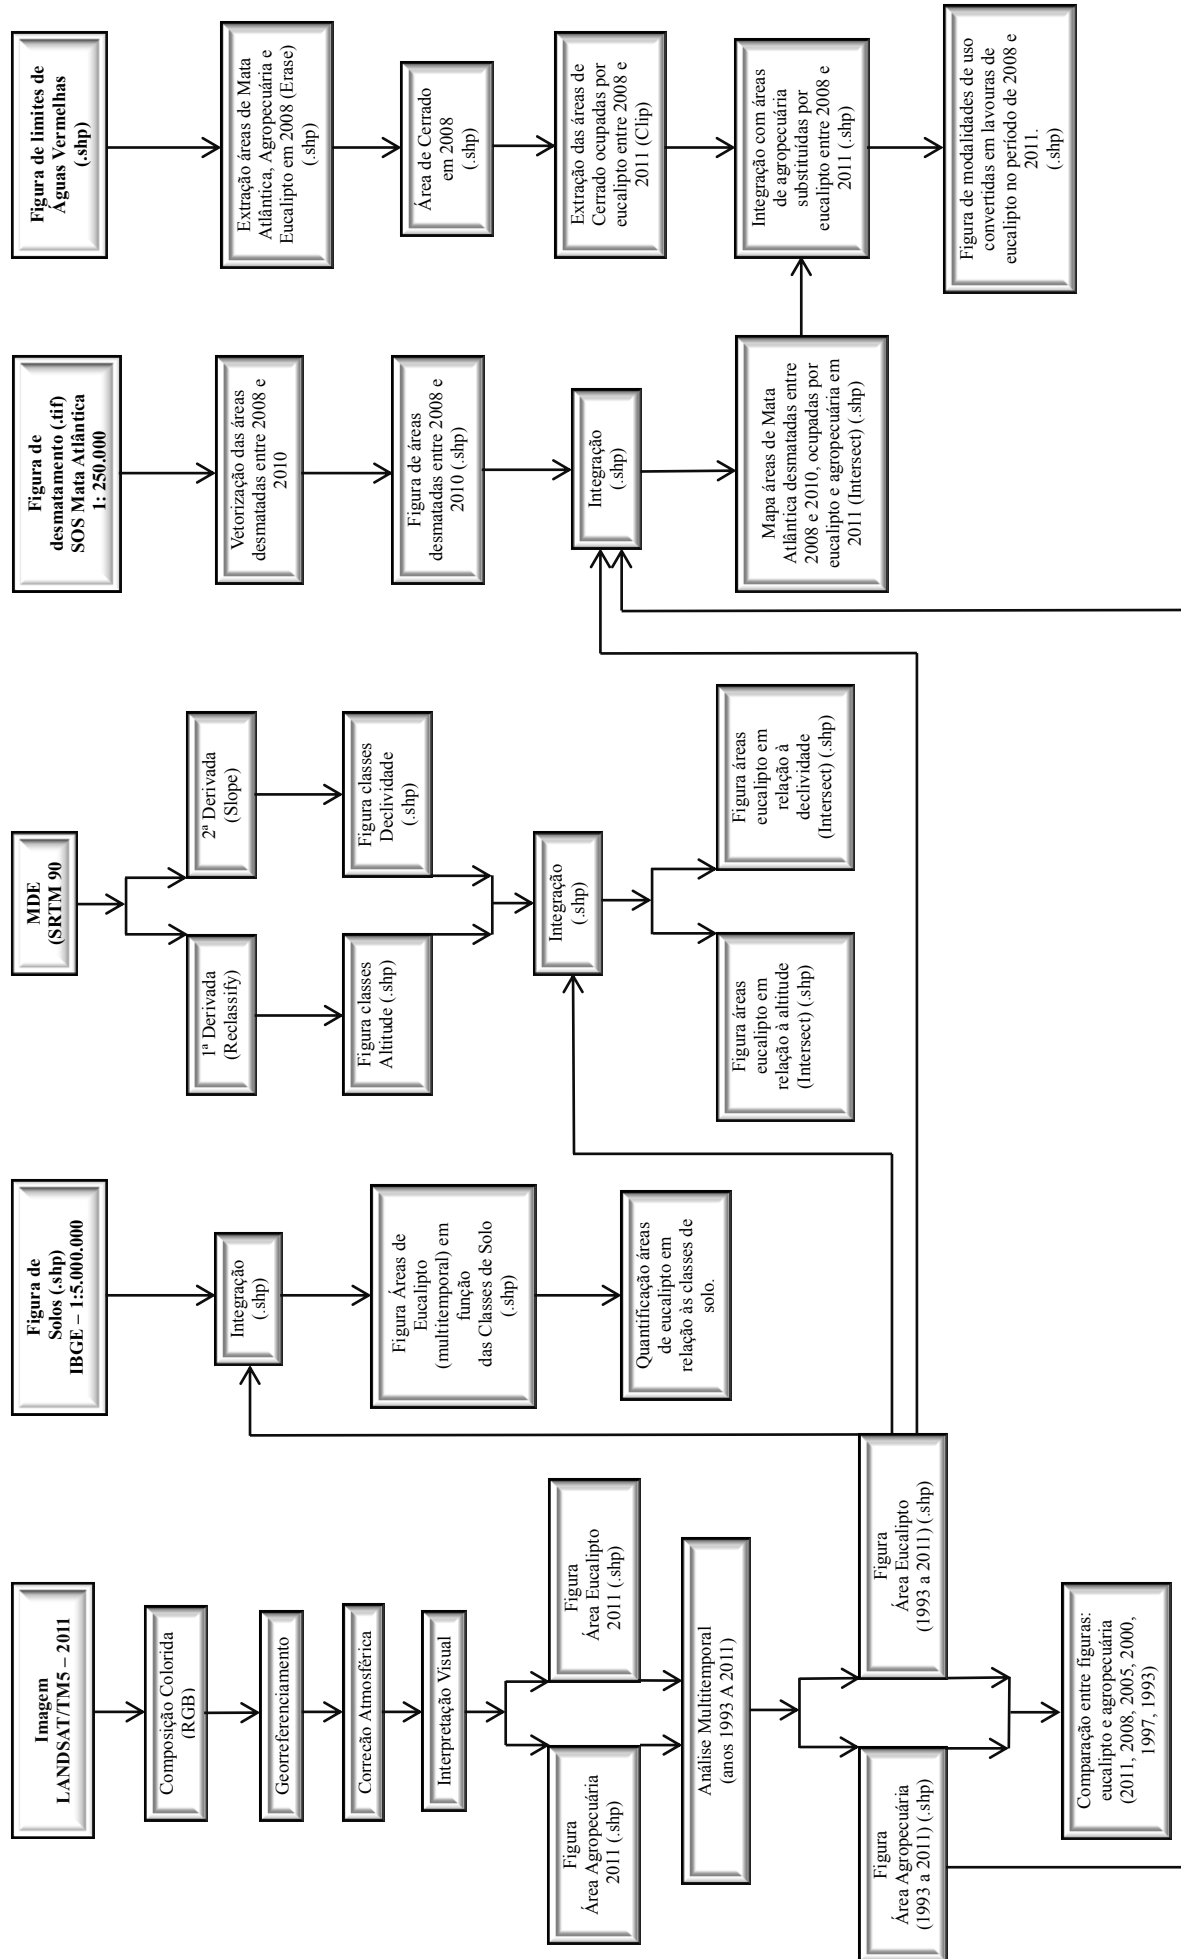 Imagem
LANDSAT/TM5 – 2011
Composição Colorida
(RGB)
Georreferenciamento
Correcão Atmosférica
Interpretação Visual
Figura
Área Agropecuária
2011 (.shp)
Figura
Área Eucalipto
2011 (.shp)
Análise Multitemporal
(anos 1993 A 2011)
Figura
Área Agropecuária
(1993 a 2011) (.shp)
Figura
Área Eucalipto
(1993 a 2011) (.shp)
Comparação entre figuras:
eucalipto e agropecuária
(2011, 2008, 2005, 2000,
1997, 1993)
Figura de
Solos (.shp)
IBGE – 1:5.000.000
Integração
(.shp)
Figura Áreas de
Eucalipto
(multitemporal) em
função
das Classes de Solo
(.shp)
Quantificação áreas
de eucalipto em
relação às classes de
solo.
MDE
(SRTM 90
1ª Derivada
(Reclassify)
2ª Derivada
(Slope)
Figura classes
Altitude (.shp)
Figura classes
Declividade
(.shp)
Integração
(.shp)
Figura áreas
eucalipto em
relação à altitude
(Intersect) (.shp)
Figura áreas
eucalipto em
relação à
declividade
(Intersect) (.shp)
Figura de
desmatamento (.tif)
SOS Mata Atlântica
1: 250.000
Vetorização das áreas
desmatadas entre 2008 e
2010
Figura de áreas
desmatadas entre 2008 e
2010 (.shp)
Integração
(.shp)
Mapa áreas de Mata
Atlântica desmatadas entre
2008 e 2010, ocupadas por
eucalipto e agropecuária em
2011 (Intersect) (.shp)
Figura de limites de
Águas Vermelhas
(.shp)
Extração áreas de Mata
Atlântica, Agropecuária e
Eucalipto em 2008 (Erase)
(.shp)
Área de Cerrado
em 2008
(.shp)
Extração das áreas de
Cerrado ocupadas por
eucalipto entre 2008 e
2011 (Clip)
Integração com áreas
de agropecuária
substituídas por
eucalipto entre 2008 e
2011 (.shp)
Figura de modalidades de uso
convertidas em lavouras de
eucalipto no período de 2008 e
2011.
(.shp)